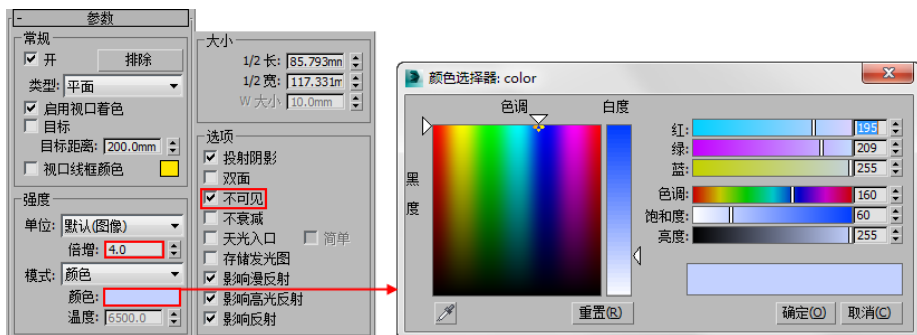 - 参数
常规
开 排除
类型: 平面
启用视口着色
目标
目标距离: 200.0mm
视口线框颜色
强度
单位: 默认(图像)
倍增: 4.0
模式: 颜色
颜色:
温度: 6500.0
大小
1/2 长: 85.793mm
1/2 宽: 117.331m
W 大小 10.0mm
选项
投射阴影
双面
不可见
不衰减
天光入口 简单
存储发光图
影响漫反射
影响高光反射
影响反射
颜色选择器: color
色调 白度
黑
度
红: 195
绿: 209
蓝: 255
色调: 160
饱和度: 60
亮度: 255
重置(R) 确定(O) 取消(C)